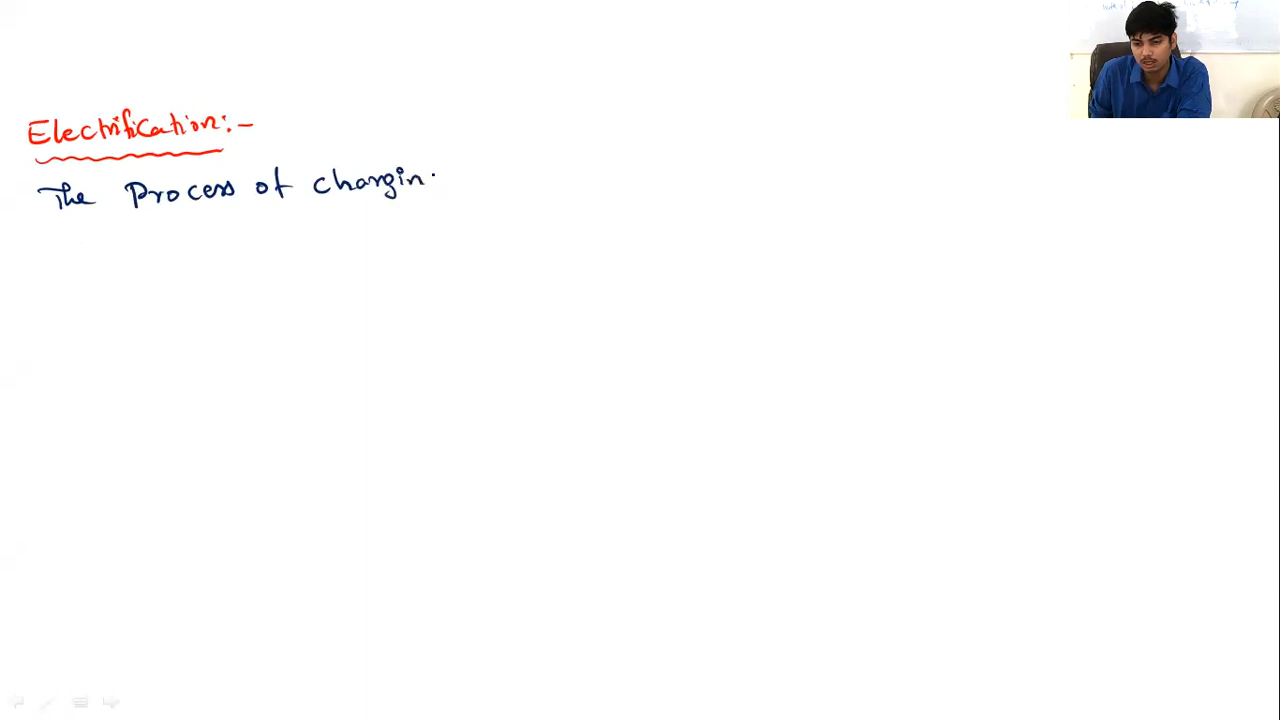 Electrification:-
The Process of chargin